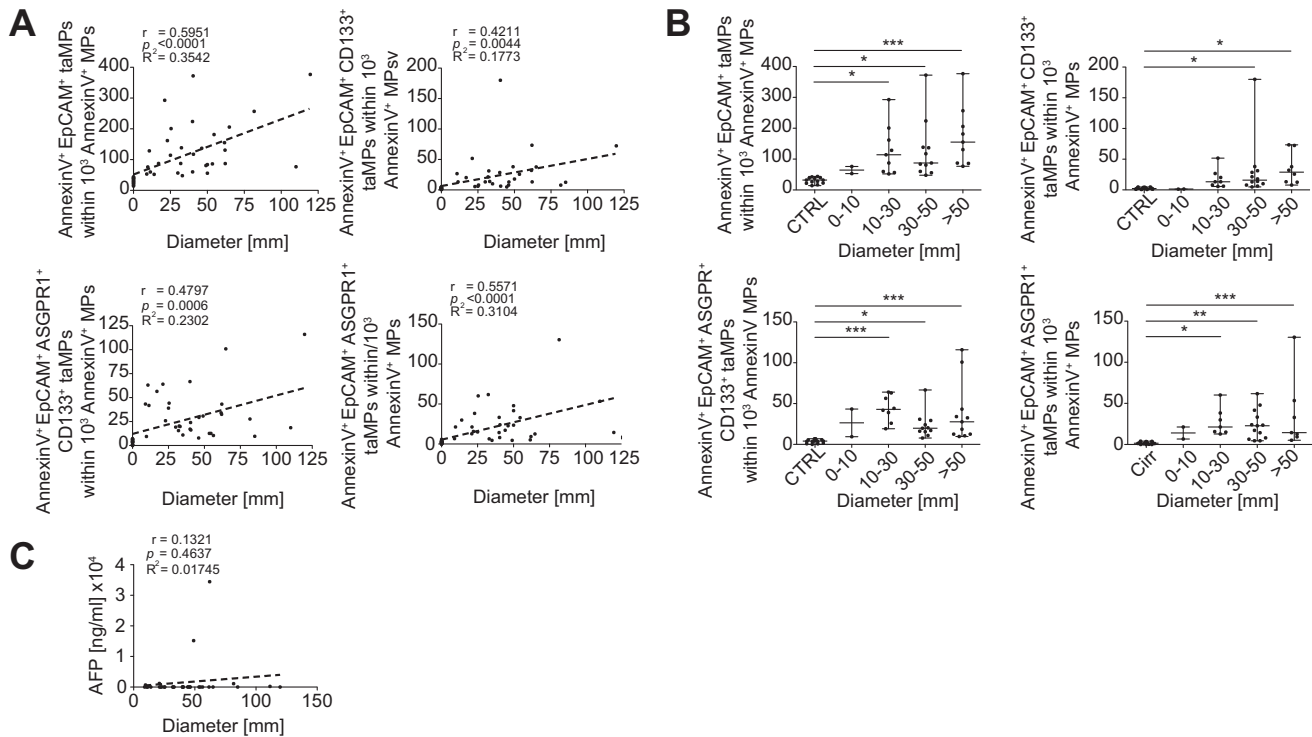 A
r = 0.5951
p <0.0001
R² = 0.3542
AnnexinV⁺ EpCAM⁺ taMPs
within 10³ AnnexinV⁺ MPs
400
300
200
100
0
0 25 50 75 100 125
Diameter [mm]
r = 0.4211
p = 0.0044
R² = 0.1773
AnnexinV⁺ EpCAM⁺ CD133⁺
taMPs within 10³
AnnexinV⁺ MPsv
200
150
100
50
0
0 25 50 75 100 125
Diameter [mm]
r = 0.4797
p = 0.0006
R² = 0.2302
AnnexinV⁺ EpCAM⁺ ASGPR1⁺
CD133⁺ taMPs
within 10³ AnnexinV⁺ MPs
125
100
75
50
25
0
0 25 50 75 100 125
Diameter [mm]
r = 0.5571
p <0.0001
R² = 0.3104
AnnexinV⁺ EpCAM⁺ ASGPR1⁺
taMPs within/10³
AnnexinV⁺ MPs
150
100
50
0
0 25 50 75 100 125
Diameter [mm]
B
AnnexinV⁺ EpCAM⁺ taMPs
within 10³ AnnexinV⁺ MPs
400
300
200
100
0
***
*
*
CTRL 0-10 10-30 30-50 >50
Diameter [mm]
AnnexinV⁺ EpCAM⁺ CD133⁺
taMPs within 10³
AnnexinV⁺ MPs
200
150
100
50
0
*
*
CTRL 0-10 10-30 30-50 >50
Diameter [mm]
AnnexinV⁺ EpCAM⁺ ASGPR⁺
CD133⁺ taMPs
within 10³ AnnexinV MPs
150
100
50
0
***
*
***
CTRL 0-10 10-30 30-50 >50
Diameter [mm]
AnnexinV⁺ EpCAM⁺ ASGPR1⁺
taMPs within 10³
AnnexinV⁺ MPs
150
100
50
0
***
**
*
Cirr 0-10 10-30 30-50 >50
Diameter [mm]
C
r = 0.1321
p = 0.4637
R² = 0.01745
AFP [ng/ml] x10⁴
4
3
2
1
0
0 50 100 150
Diameter [mm]